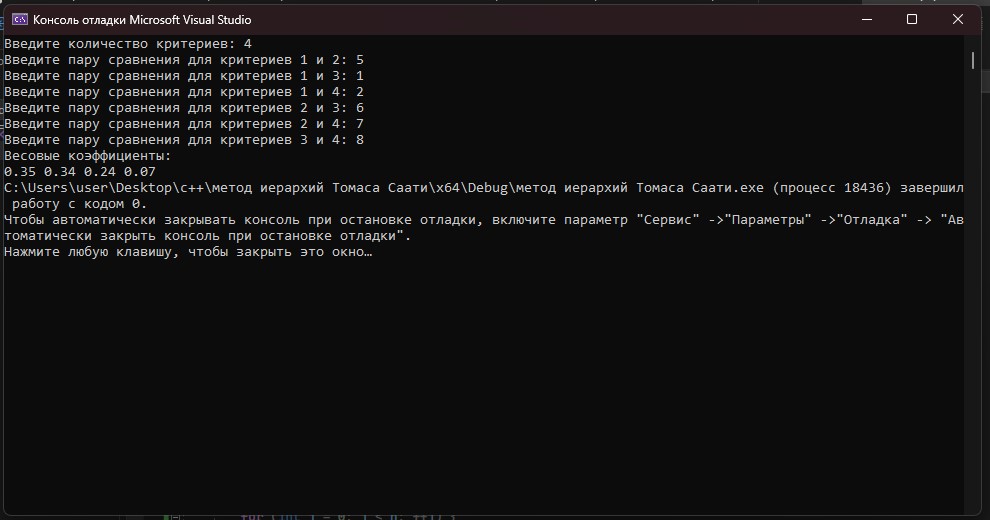 Консоль отладки Microsoft Visual Studio
Введите количество критериев: 4
Введите пару сравнения для критериев 1 и 2: 5
Введите пару сравнения для критериев 1 и 3: 1
Введите пару сравнения для критериев 1 и 4: 2
Введите пару сравнения для критериев 2 и 3: 6
Введите пару сравнения для критериев 2 и 4: 7
Введите пару сравнения для критериев 3 и 4: 8
Весовые коэффициенты:
0.35 0.34 0.24 0.07
C:\Users\user\Desktop\c++\метод иерархий Томаса Саати\x64\Debug\метод иерархий Томаса Саати.exe (процесс 18436) завершил
работу с кодом 0.
Чтобы автоматически закрывать консоль при остановке отладки, включите параметр "Сервис" ->"Параметры" ->"Отладка" -> "Ав
томатически закрыть консоль при остановке отладки".
Нажмите любую клавишу, чтобы закрыть это окно…